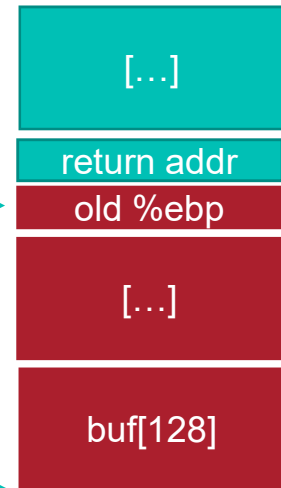 […]
return addr
old %ebp
[…]
buf[128]